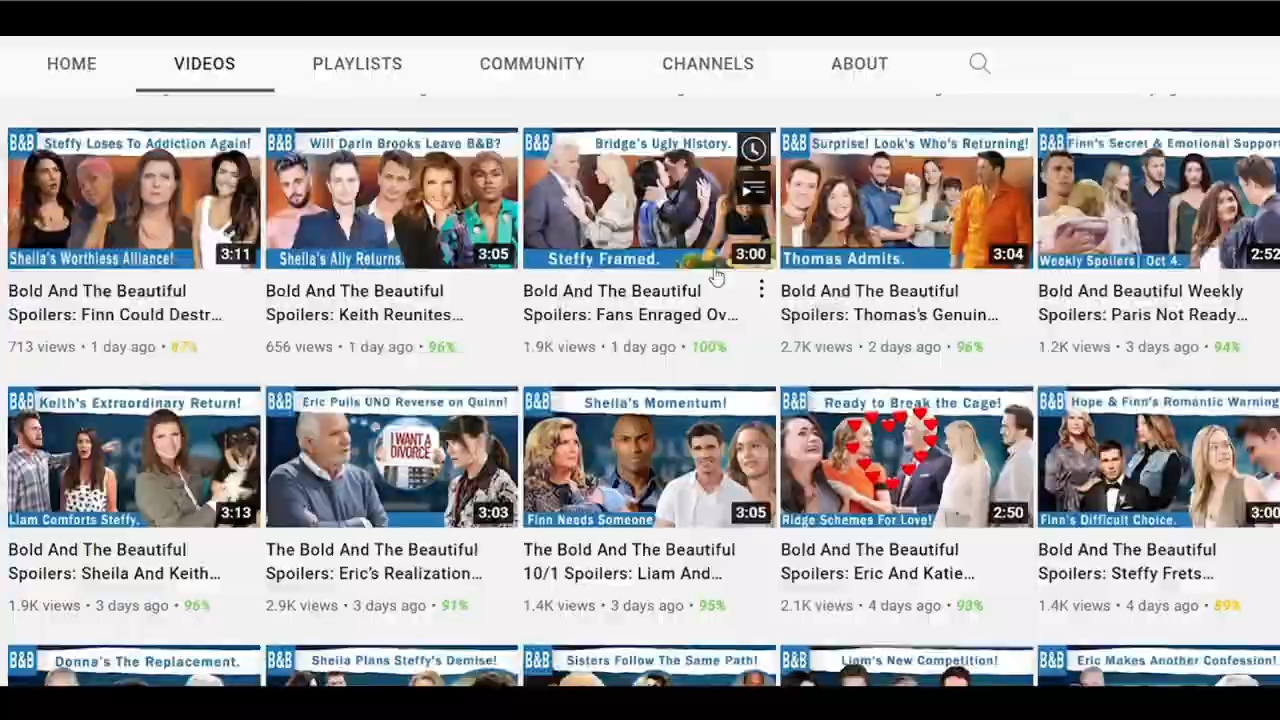 HOME VIDEOS PLAYLISTS COMMUNITY CHANNELS ABOUT
B&B Steffy Loses To Addiction Again!
Sheila's Worthless Alliance!
3:11
B&B Will Darin Brooks Leave B&B?
Sheila's Ally Returns.
3:05
B&B Bridge's Ugly History.
Steffy Framed.
3:00
B&B Surprise! Look's Who's Returning!
Thomas Admits.
3:04
B&B Finn's Secret & Emotional Support
Weekly Spoilers| Oct 4.
2:52
Bold And The Beautiful
Spoilers: Finn Could Destr...
713 views • 1 day ago • 87%
Bold And The Beautiful
Spoilers: Keith Reunites...
656 views • 1 day ago • 96%
Bold And The Beautiful
Spoilers: Fans Enraged Ov...
1.9K views • 1 day ago • 100%
Bold And The Beautiful
Spoilers: Thomas's Genuin...
2.7K views • 2 days ago • 96%
Bold And Beautiful Weekly
Spoilers: Paris Not Ready...
1.2K views • 3 days ago • 94%
B&B Keith's Extraordinary Return!
Liam Comforts Steffy.
3:13
B&B Eric Pulls UNO Reverse on Quinn!
I WANT A
DIVORCE
3:03
B&B Sheila's Momentum!
Finn Needs Someone
3:05
B&B Ready to Break the Cage!
Ridge Schemes For Love!
2:50
B&B Hope & Finn's Romantic Warning
Finn's Difficult Choice.
3:00
Bold And The Beautiful
Spoilers: Sheila And Keith...
1.9K views • 3 days ago • 96%
The Bold And The Beautiful
Spoilers: Eric's Realization...
2.9K views • 3 days ago • 91%
The Bold And The Beautiful
10/1 Spoilers: Liam And...
1.4K views • 3 days ago • 95%
Bold And The Beautiful
Spoilers: Eric And Katie...
2.1K views • 4 days ago • 93%
Bold And The Beautiful
Spoilers: Steffy Frets...
1.4K views • 4 days ago • 89%
B&B Donna's The Replacement.
B&B Sheila Plans Steffy's Demise!
B&B Sisters Follow The Same Path!
B&B Liam's New Competition!
B&B Eric Makes Another Confession!